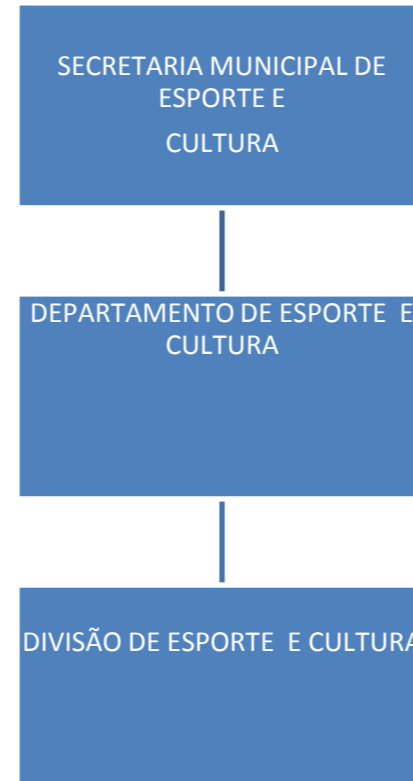 SECRETARIA MUNICIPAL DE
ESPORTE E
CULTURA
DEPARTAMENTO DE ESPORTE  E
CULTURA
DIVISÃO DE ESPORTE  E CULTURA